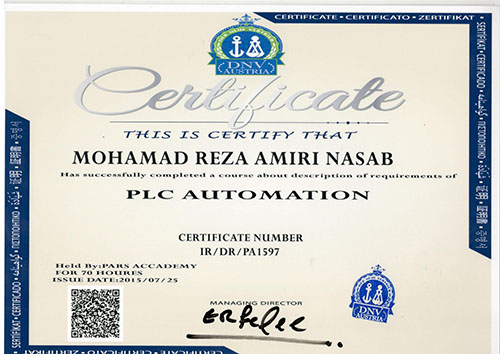 CERTIFICATE • CERTIFICATO • ZERTIFIKAT •
DNV
AUSTRIA
Certificate
THIS IS CERTIFY THAT
MOHAMAD REZA AMIRI NASAB
Has successfully completed a course about description of requirements of
PLC AUTOMATION
CERTIFICATE NUMBER
IR/DR/PA1597
Held By:PARS ACCADEMY
FOR 70 HOURES
ISSUE DATE:2015/07/25
MANAGING DIRECTOR
DNV
AUSTRIA